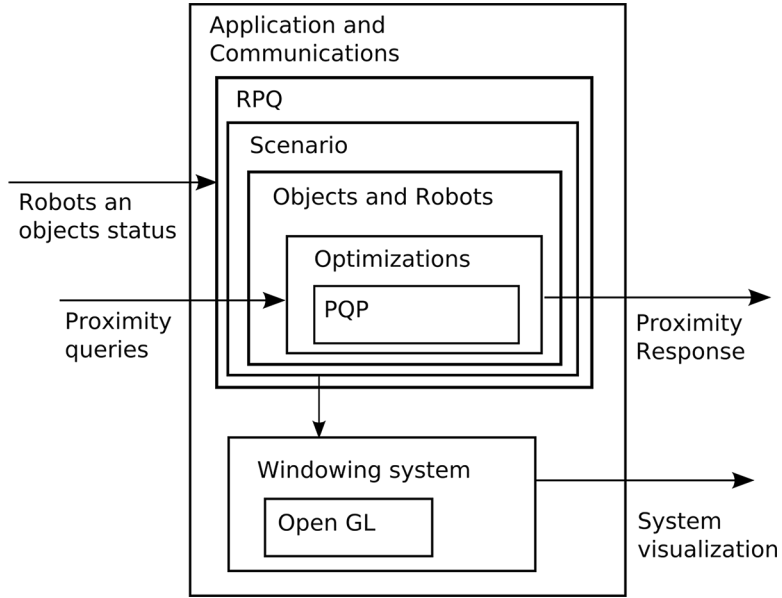 Application and
Communications
RPQ
Scenario
Robots an
objects status
Objects and Robots
Optimizations
PQP
Proximity
queries
Proximity
Response
Windowing system
Open GL
System
visualization